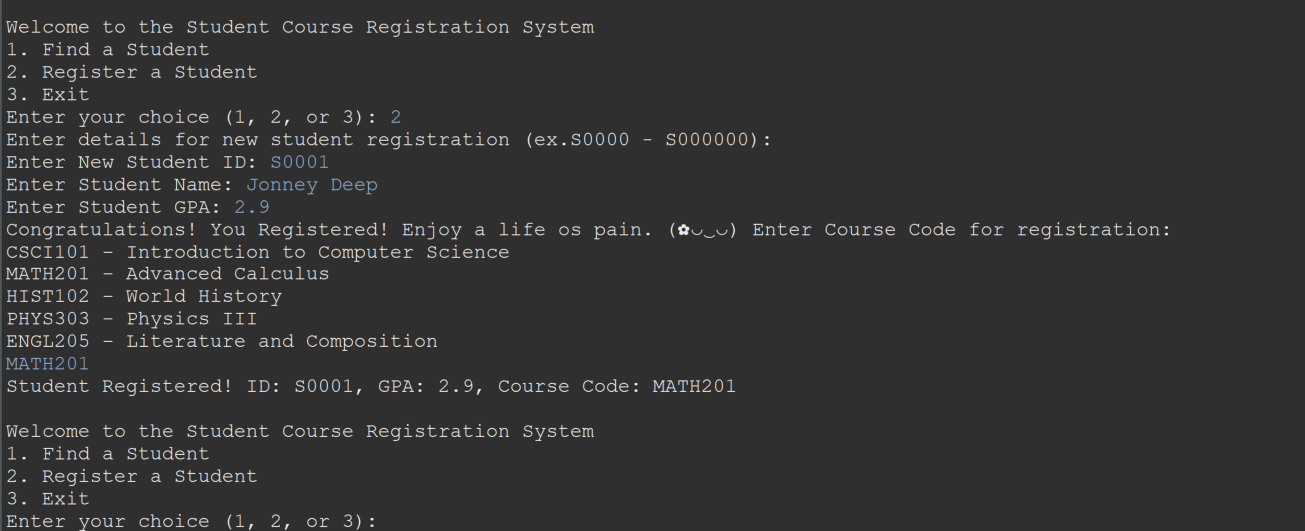 Welcome to the Student Course Registration System
1. Find a Student
2. Register a Student
3. Exit
Enter your choice (1, 2, or 3): 2
Enter details for new student registration (ex.S0000 - S000000):
Enter New Student ID: S0001
Enter Student Name: Jonney Deep
Enter Student GPA: 2.9
Congratulations! You Registered! Enjoy a life os pain. (✿◡‿◡) Enter Course Code for registration:
CSCI101 - Introduction to Computer Science
MATH201 - Advanced Calculus
HIST102 - World History
PHYS303 - Physics III
ENGL205 - Literature and Composition
MATH201
Student Registered! ID: S0001, GPA: 2.9, Course Code: MATH201
Welcome to the Student Course Registration System
1. Find a Student
2. Register a Student
3. Exit
Enter your choice (1, 2, or 3):